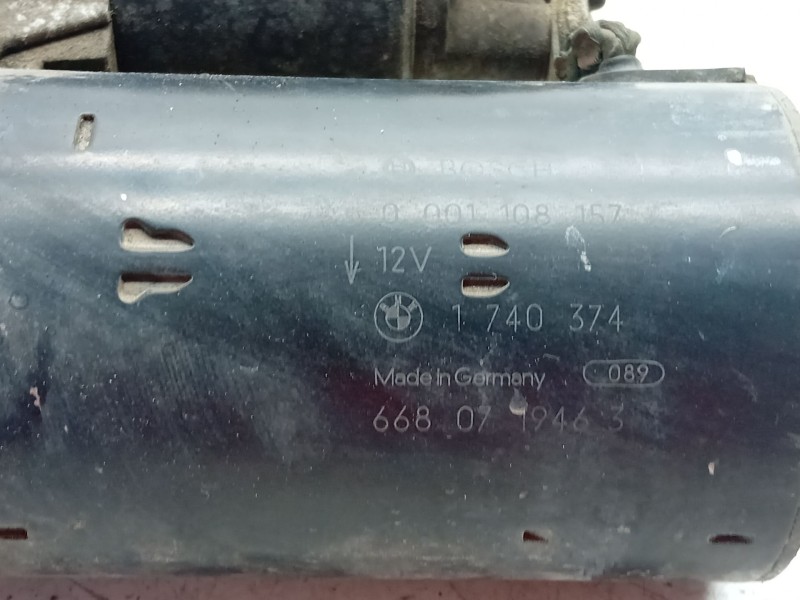 BOSCH
0 001 108 157
12V
1 740 374
Made in Germany 089
668 07 1946 3